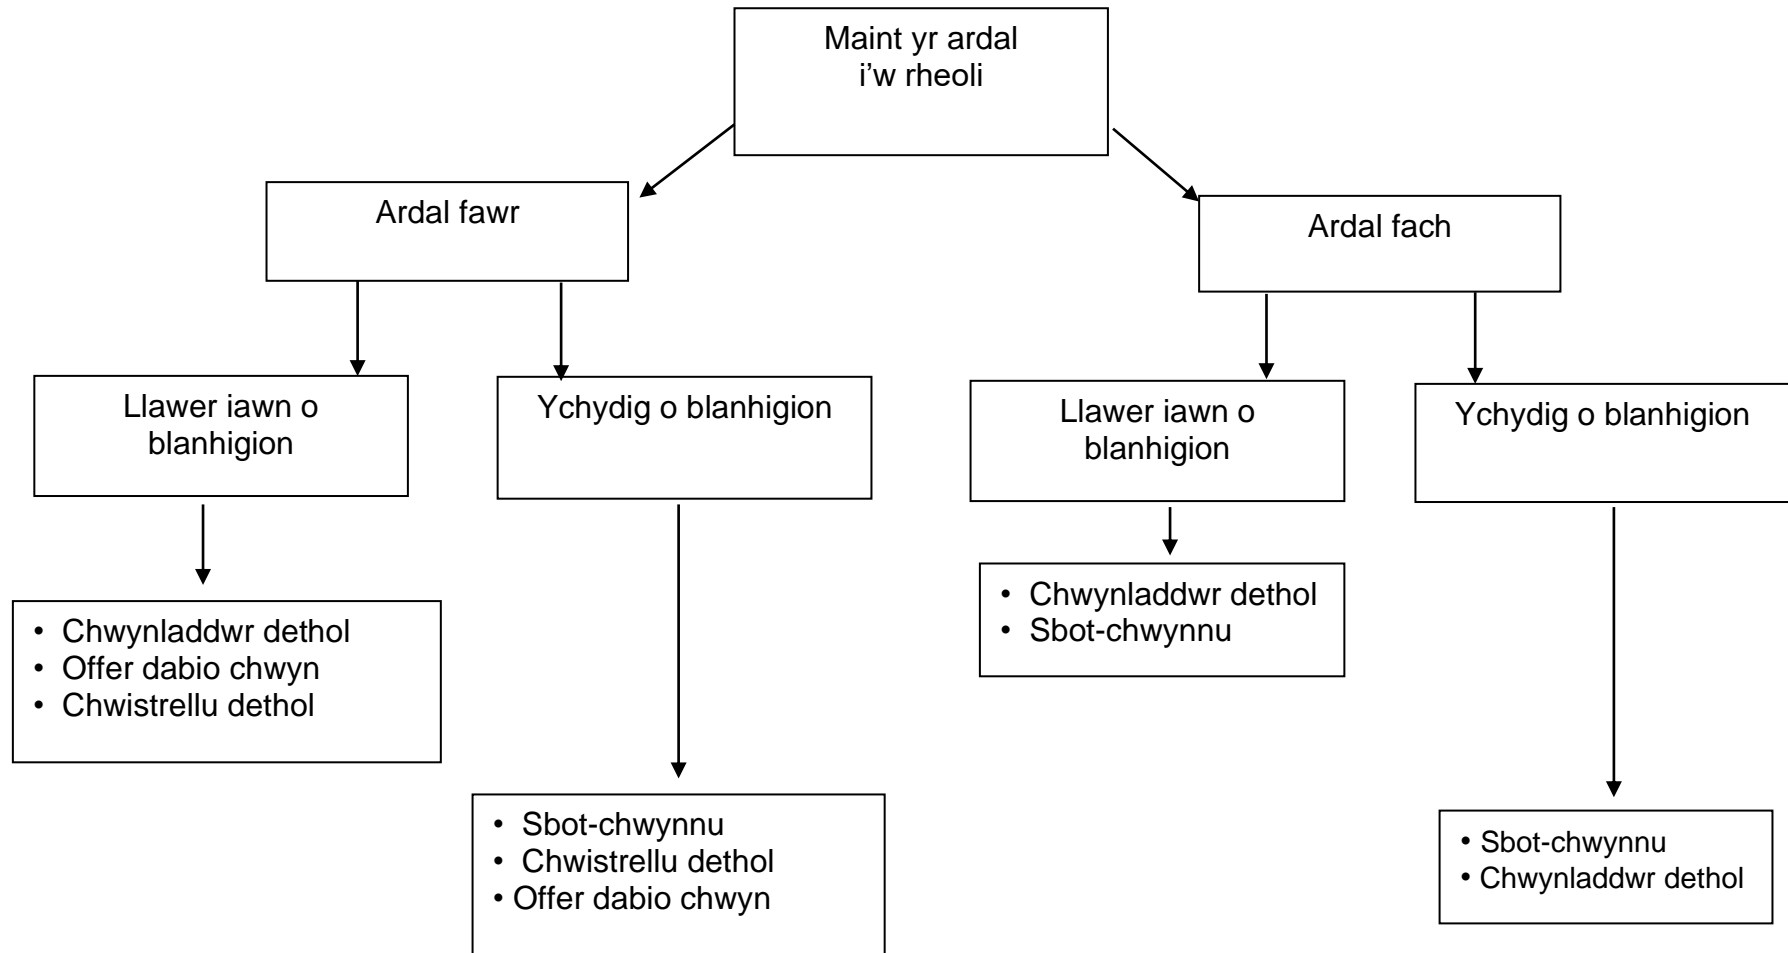 Maint yr ardal
i’w rheoli
Ardal fawr
Ardal fach
Llawer iawn o
blanhigion
Ychydig o blanhigion
Llawer iawn o
blanhigion
Ychydig o blanhigion
• Chwynladdwr dethol
• Offer dabio chwyn
• Chwistrellu dethol
• Sbot-chwynnu
• Chwistrellu dethol
• Offer dabio chwyn
• Chwynladdwr dethol
• Sbot-chwynnu
• Sbot-chwynnu
• Chwynladdwr dethol